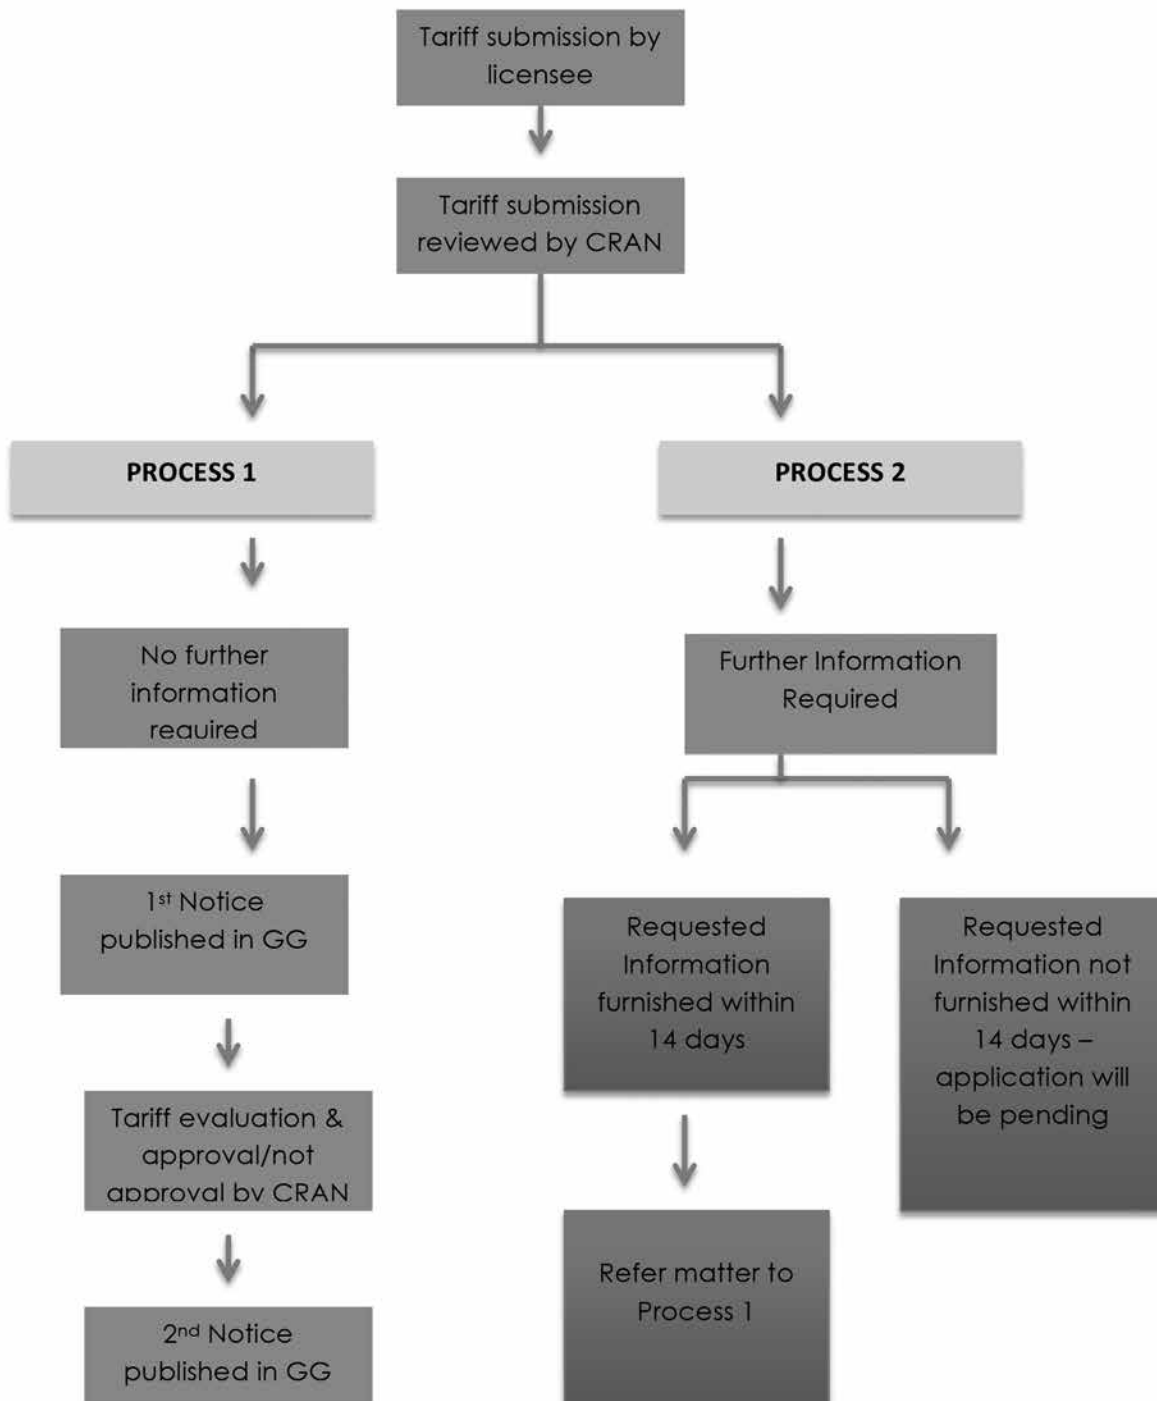 Tariff submission by
licensee
Tariff submission
reviewed by CRAN
PROCESS 1
No further
information
required
1st Notice
published in GG
Tariff evaluation &
approval/not
approval by CRAN
2nd Notice
published in GG
PROCESS 2
Further Information
Required
Requested
Information
furnished within
14 days
Refer matter to
Process 1
Requested
Information not
furnished within
14 days –
application will
be pending